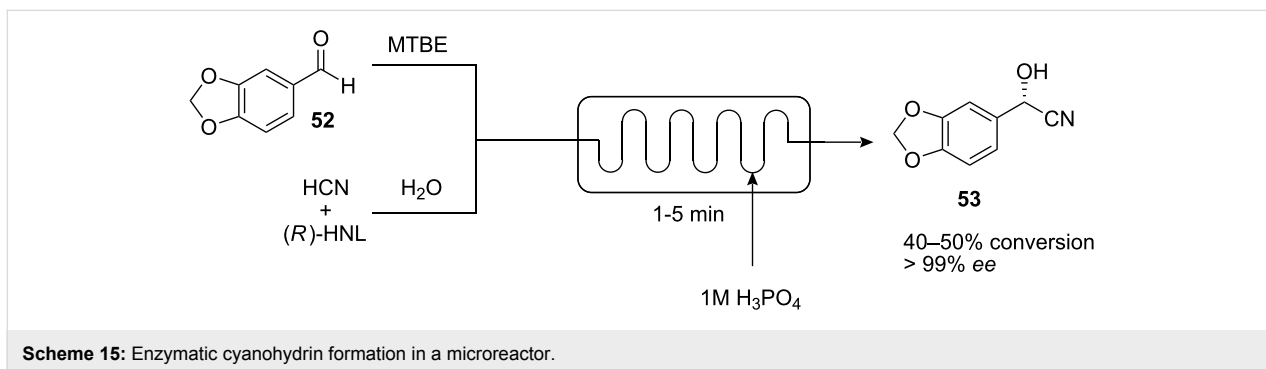 O
MTBE
H
O
O
52
HCN
+
(R)-HNL
H₂O
1-5 min
1M H₃PO₄
OH
O
CN
O
53
40–50% conversion
> 99% ee
Scheme 15: Enzymatic cyanohydrin formation in a microreactor.